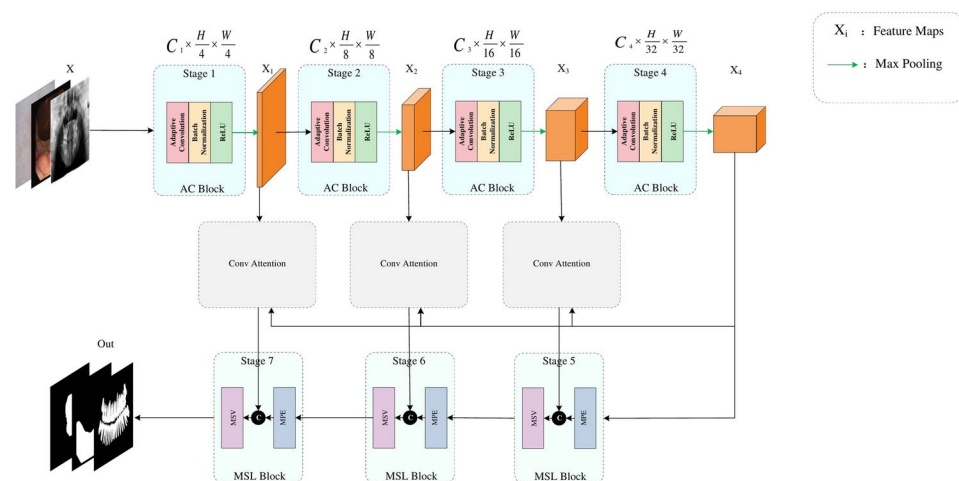 C₁ × H/4 × W/4
C₂ × H/8 × W/8
C₃ × H/16 × W/16
C₄ × H/32 × W/32
Xᵢ : Feature Maps
: Max Pooling
X
Stage 1
X₁
Stage 2
X₂
Stage 3
X₃
Stage 4
X₄
Adaptive
Convolution
Batch
Normalization
ReLU
Adaptive
Convolution
Batch
Normalization
ReLU
Adaptive
Convolution
Batch
Normalization
ReLU
Adaptive
Convolution
Batch
Normalization
ReLU
AC Block
AC Block
AC Block
AC Block
Conv Attention
Conv Attention
Conv Attention
Out
Stage 7
Stage 6
Stage 5
MSV
C
MPE
MSV
C
MPE
MSV
C
MPE
MSL Block
MSL Block
MSL Block